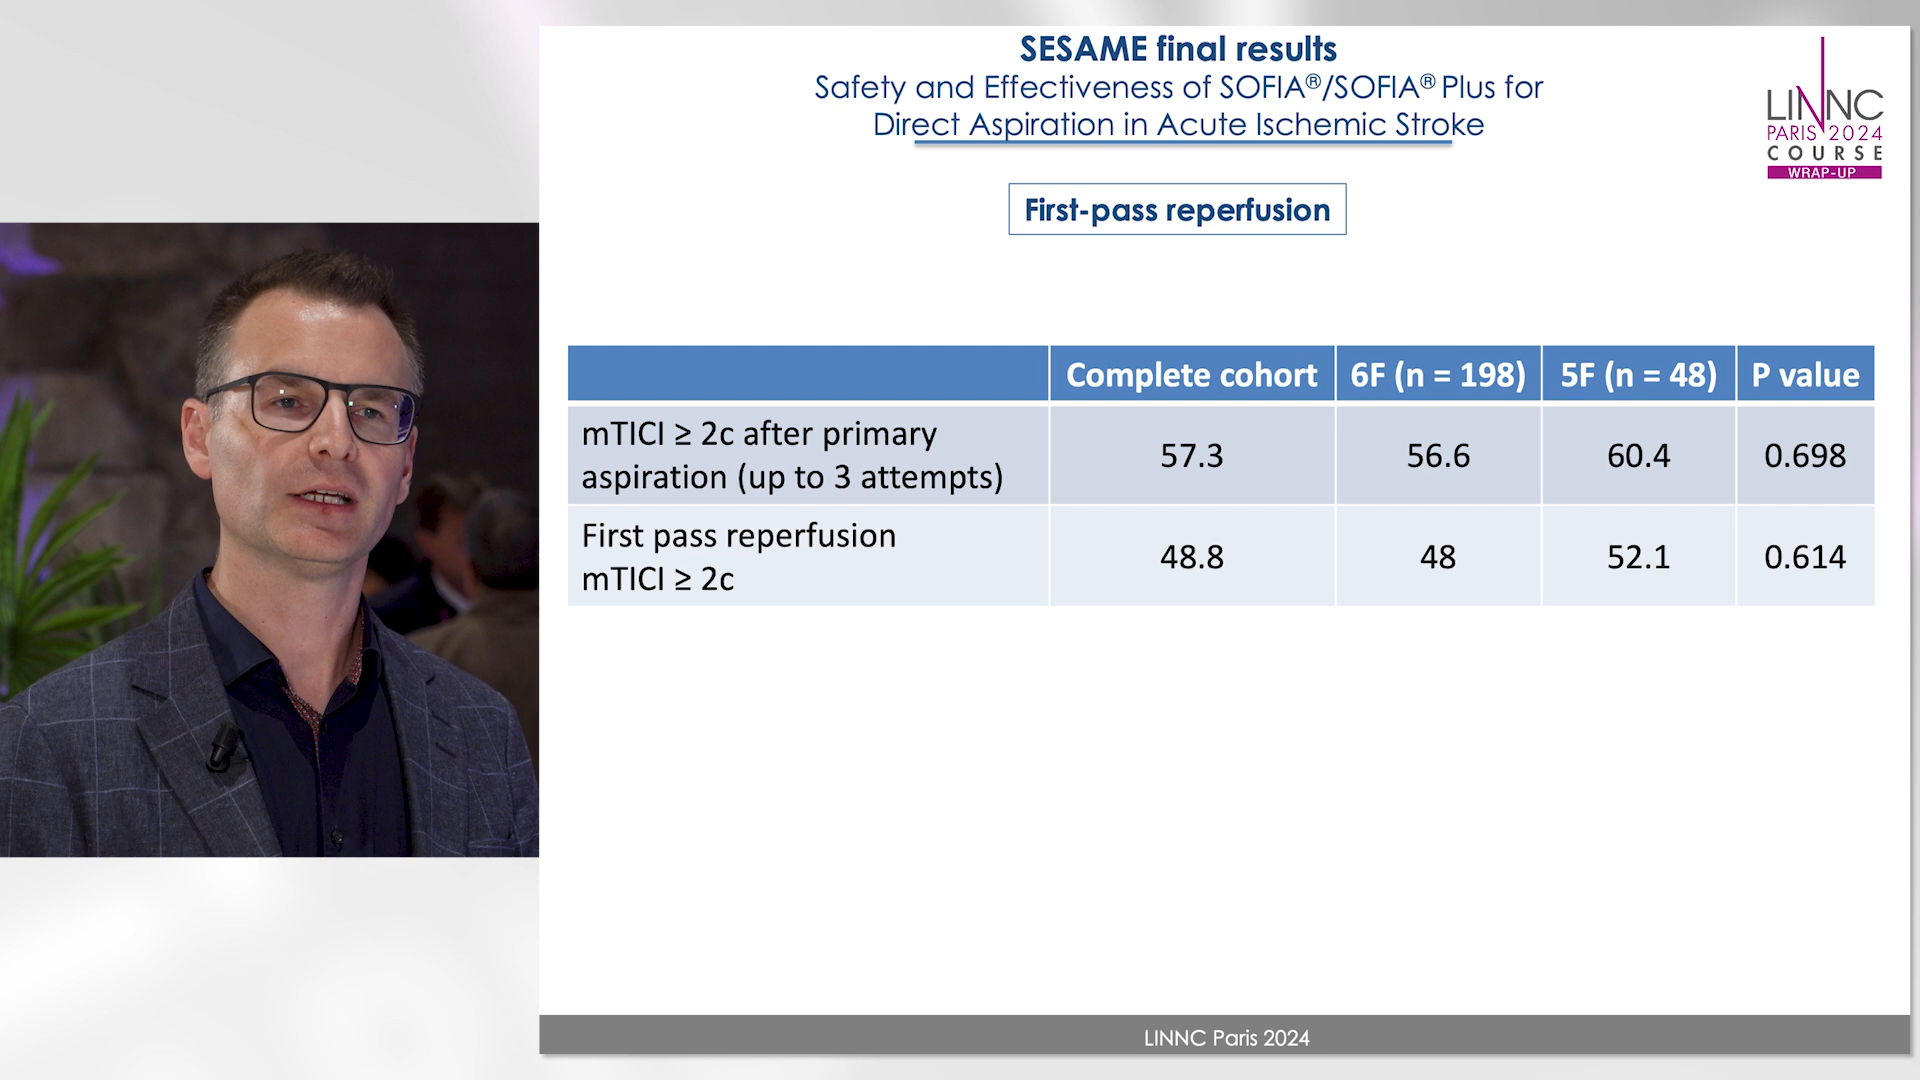 SESAME final results
Safety and Effectiveness of SOFIA®/SOFIA® Plus for
Direct Aspiration in Acute Ischemic Stroke
LINNC
PARIS 2024
COURSE
WRAP-UP
First-pass reperfusion
Complete cohort 6F (n = 198) 5F (n = 48) P value
mTICI ≥ 2c after primary
aspiration (up to 3 attempts) 57.3 56.6 60.4 0.698
First pass reperfusion
mTICI ≥ 2c 48.8 48 52.1 0.614
LINNC Paris 2024